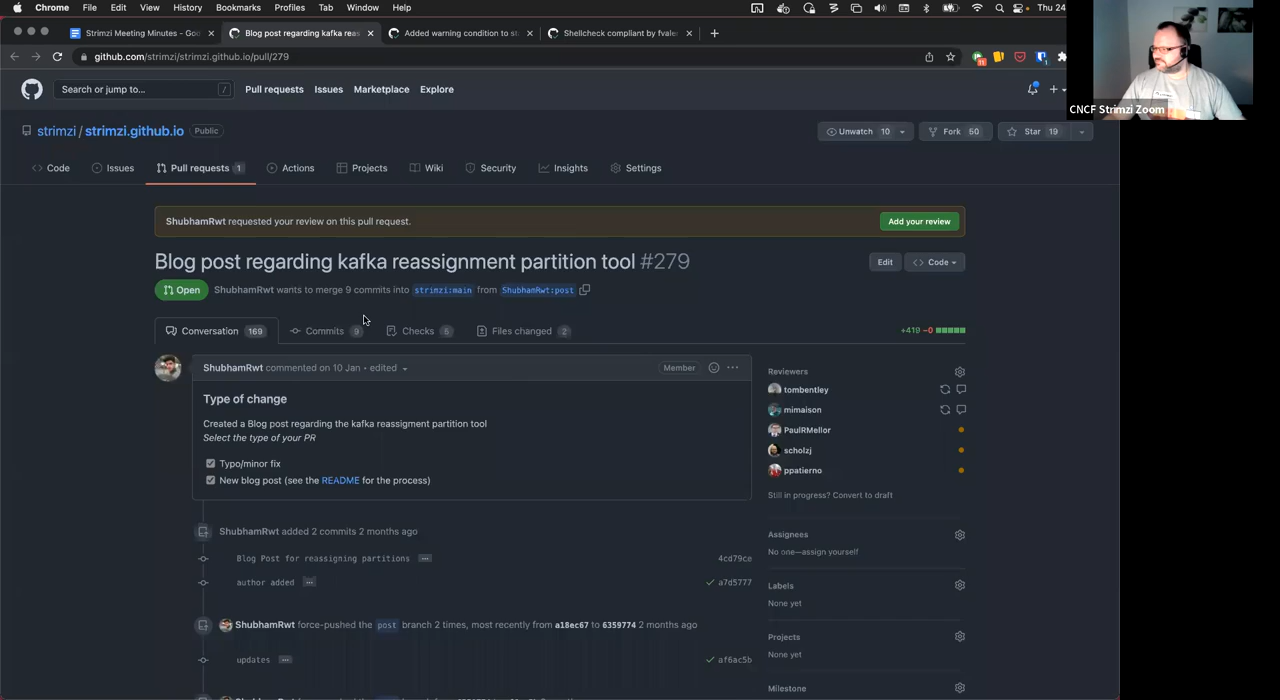 Chrome File Edit View History Bookmarks Profiles Tab Window Help Thu 24
Strimzi Meeting Minutes - Goo Blog post regarding kafka reas Added warning condition to st Shellcheck compliant by fvale
github.com/strimzi/strimzi.github.io/pull/279
Search or jump to... / Pull requests Issues Marketplace Explore
CNCF Strimzi Zoom
strimzi / strimzi.github.io Public Unwatch 10 Fork 60 Star 19
Code Issues Pull requests 1 Actions Projects Wiki Security Insights Settings
ShubhamRwt requested your review on this pull request. Add your review
Blog post regarding kafka reassignment partition tool #279 Edit Code
Open ShubhamRwt wants to merge 9 commits into strimzi:main from ShubhamRwt:post
Conversation 169 Commits 9 Checks 5 Files changed 2 +419 −0
ShubhamRwt commented on 10 Jan • edited Member
Type of change
Created a Blog post regarding the kafka reassigment partition tool
Select the type of your PR
Typo/minor fix
New blog post (see the README for the process)
ShubhamRwt added 2 commits 2 months ago
Blog Post for reassigning partitions 4cd79ce
author added a7d5777
ShubhamRwt force-pushed the post branch 2 times, most recently from a18ec67 to 6359774 2 months ago
updates af6ac5b
Reviewers
tombentley
mimaison
PaulRMellor
scholzj
ppatierno
Still in progress? Convert to draft
Assignees
No one—assign yourself
Labels
None yet
Projects
None yet
Milestone